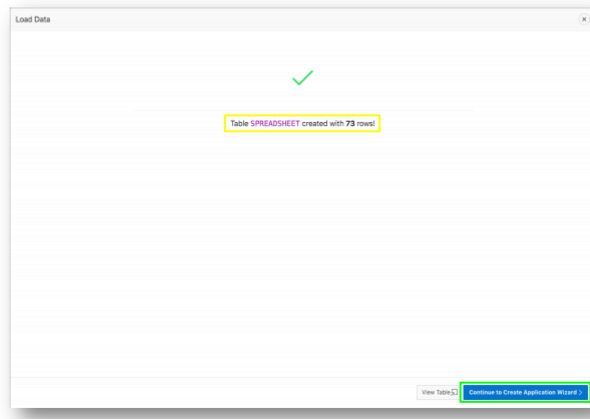 Load Data
Table SPREADSHEET created with 73 rows!
View Table
Continue to Create Application Wizard >